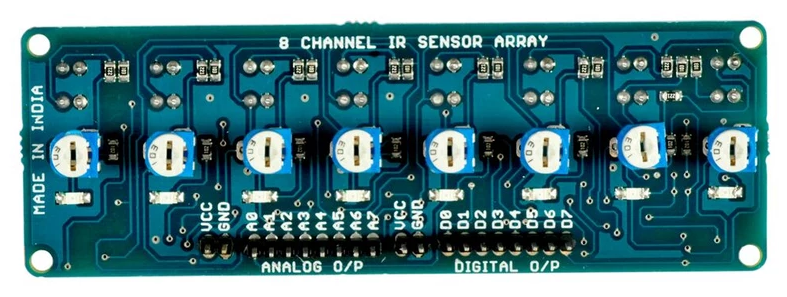 8 CHANNEL IR SENSOR ARRAY
MADE IN INDIA
VCC GND A0 A1 A2 A3 A4 A5 A6 A7 VCC GND D0 D1 D2 D3 D4 D5 D6 D7
ANALOG O/P DIGITAL O/P